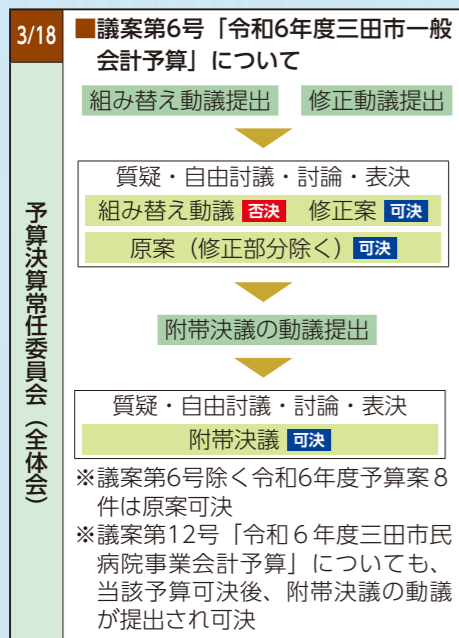 3/18
■議案第6号「令和6年度三田市一般
会計予算」について
組み替え動議提出 修正動議提出
質疑・自由討議・討論・表決
組み替え動議 否決 修正案 可決
原案（修正部分除く）可決
附帯決議の動議提出
質疑・自由討議・討論・表決
附帯決議 可決
※議案第6号除く令和6年度予算案8
件は原案可決
※議案第12号「令和６年度三田市民
病院事業会計予算」についても、
当該予算可決後、附帯決議の動議
が提出され可決
予算決算常任委員会（全体会）